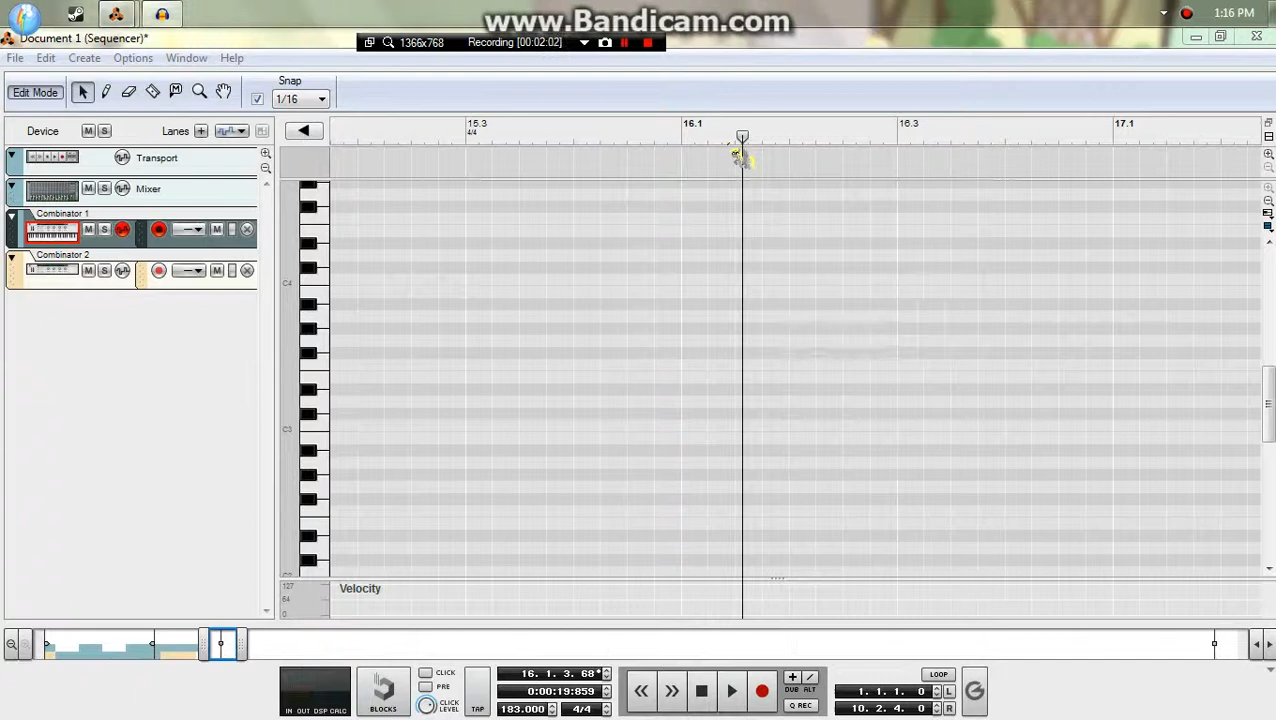 www.Bandicam.com
1:16 PM
Document 1 (Sequencer)*
1366x768
Recording [00:02:02]
File Edit Create Options Window Help
Edit Mode
Snap
1/16
Device
M S
Lanes
15.3
4/4
16.1
16.3
17.1
Transport
Mixer
M S
Combinator 1
M S
M
Combinator 2
M S
M
C4
C3
C2
127
64
0
Velocity
IN OUT DSP CALC
BLOCKS
CLICK
PRE
CLICK LEVEL
TAP
16. 1. 3. 68*
0:00:19:859
183.000
4/4
DUB ALT
Q REC
LOOP
1. 1. 1. 0
L
10. 2. 4. 0
R